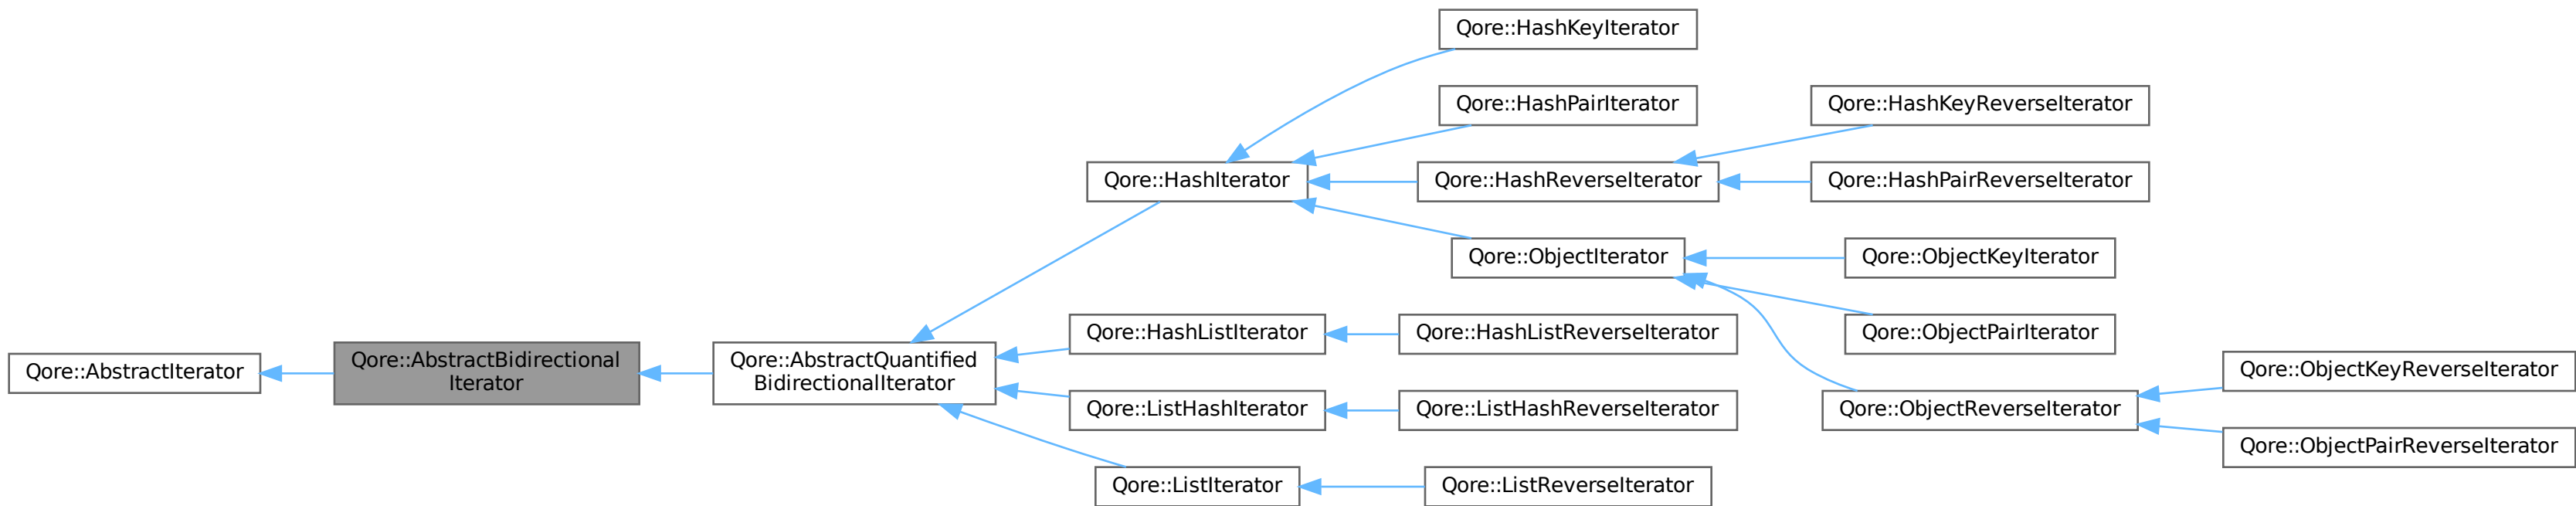 Qore::HashKeyIterator
Qore::HashPairIterator
Qore::HashKeyReverseIterator
Qore::HashIterator
Qore::HashReverseIterator
Qore::HashPairReverseIterator
Qore::ObjectIterator
Qore::ObjectKeyIterator
Qore::HashListIterator
Qore::HashListReverseIterator
Qore::ObjectPairIterator
Qore::AbstractIterator
Qore::AbstractBidirectional
Iterator
Qore::AbstractQuantified
BidirectionalIterator
Qore::ObjectKeyReverseIterator
Qore::ListHashIterator
Qore::ListHashReverseIterator
Qore::ObjectReverseIterator
Qore::ObjectPairReverseIterator
Qore::ListIterator
Qore::ListReverseIterator